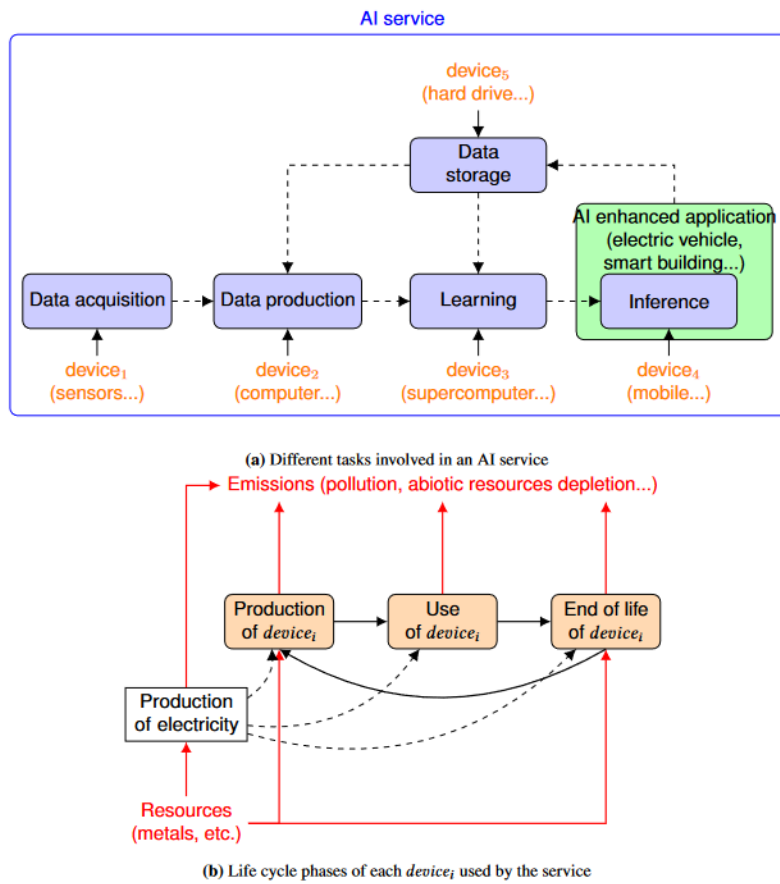 AI service
device₅
(hard drive...)
Data
storage
AI enhanced application
(electric vehicle,
smart building...)
Data acquisition
Data production
Learning
Inference
device₁
(sensors...)
device₂
(computer...)
device₃
(supercomputer...)
device₄
(mobile...)
(a) Different tasks involved in an AI service
Emissions (pollution, abiotic resources depletion...)
Production
of deviceᵢ
Use
of deviceᵢ
End of life
of deviceᵢ
Production
of electricity
Resources
(metals, etc.)
(b) Life cycle phases of each deviceᵢ used by the service